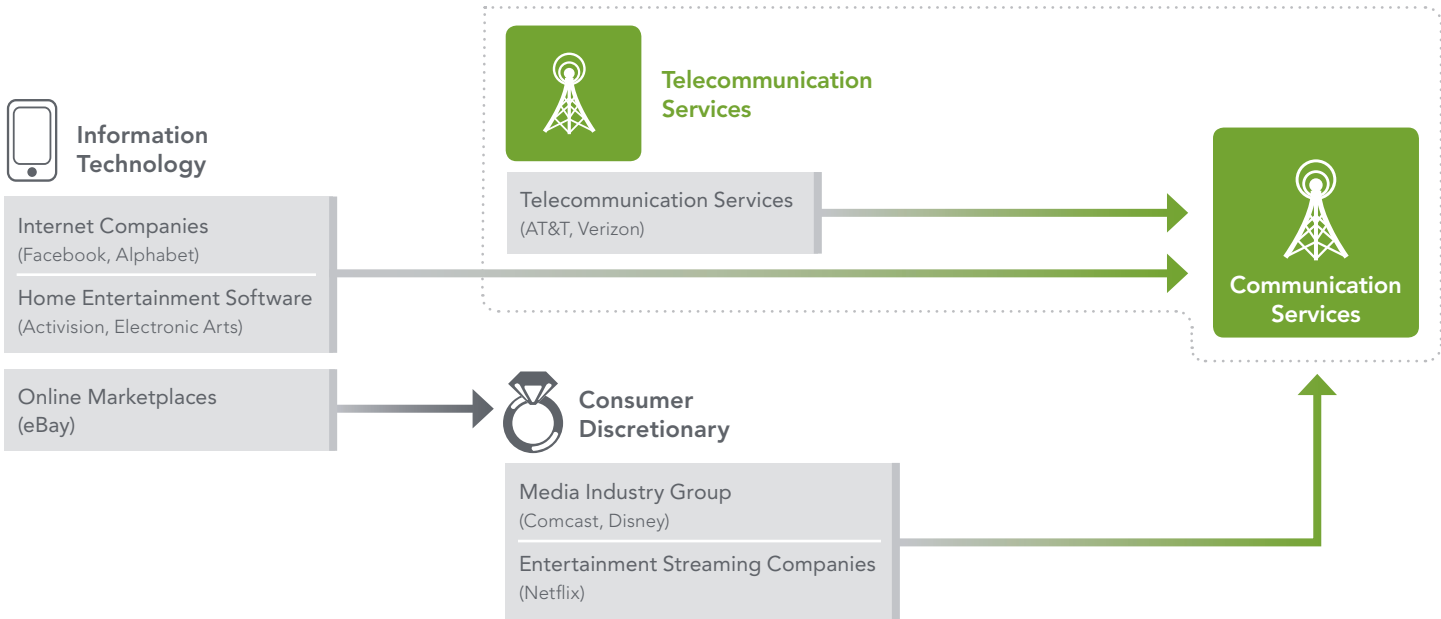 Telecommunication
Services
Information
Technology
Telecommunication Services
(AT&T, Verizon)
Internet Companies
(Facebook, Alphabet)
Home Entertainment Software
(Activision, Electronic Arts)
Communication
Services
Online Marketplaces
(eBay)
Consumer
Discretionary
Media Industry Group
(Comcast, Disney)
Entertainment Streaming Companies
(Netflix)